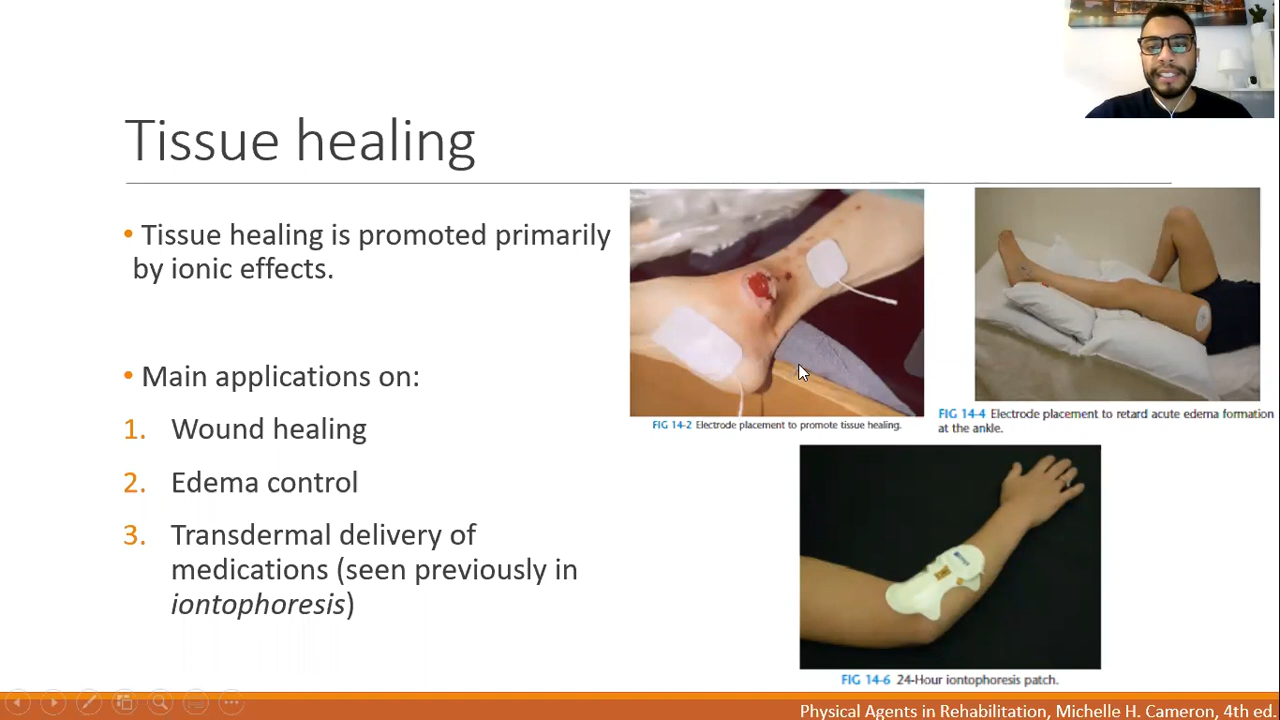 Tissue healing
• Tissue healing is promoted primarily
by ionic effects.
• Main applications on:
1. Wound healing
2. Edema control
3. Transdermal delivery of
medications (seen previously in
iontophoresis)
FIG 14-2 Electrode placement to promote tissue healing.
FIG 14-4 Electrode placement to retard acute edema formation
at the ankle.
FIG 14-6 24-Hour iontophoresis patch.
Physical Agents in Rehabilitation, Michelle H. Cameron, 4th ed.